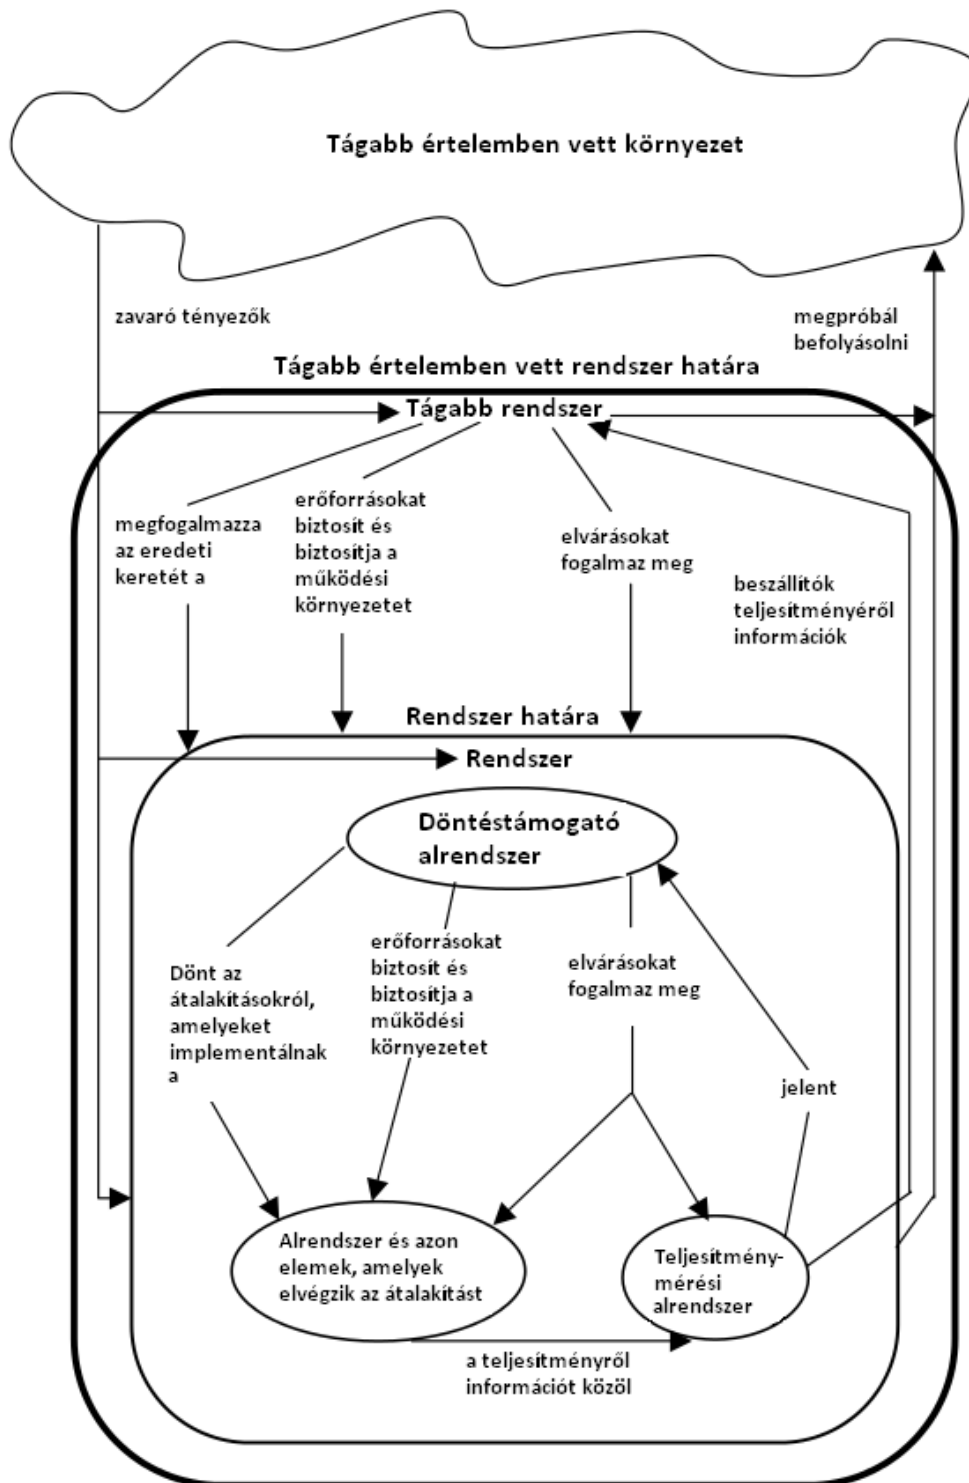 Tágabb értelemben vett környezet
zavaró tényezők
megpróbál
befolyásolni
Tágabb értelemben vett rendszer határa
Tágabb rendszer
megfogalmazza
az eredeti
keretét a
erőforrásokat
biztosít és
biztosítja a
működési
környezetet
elvárásokat
fogalmaz meg
beszállítók
teljesítményéről
információk
Rendszer határa
Rendszer
Döntéstámogató
alrendszer
Dönt az
átalakításokról,
amelyeket
implementálnak
a
erőforrásokat
biztosít és
biztosítja a
működési
környezetet
elvárásokat
fogalmaz meg
jelent
Alrendszer és azon
elemek, amelyek
elvégzik az átalakítást
Teljesítmény-
mérési
alrendszer
a teljesítményről
információt közöl